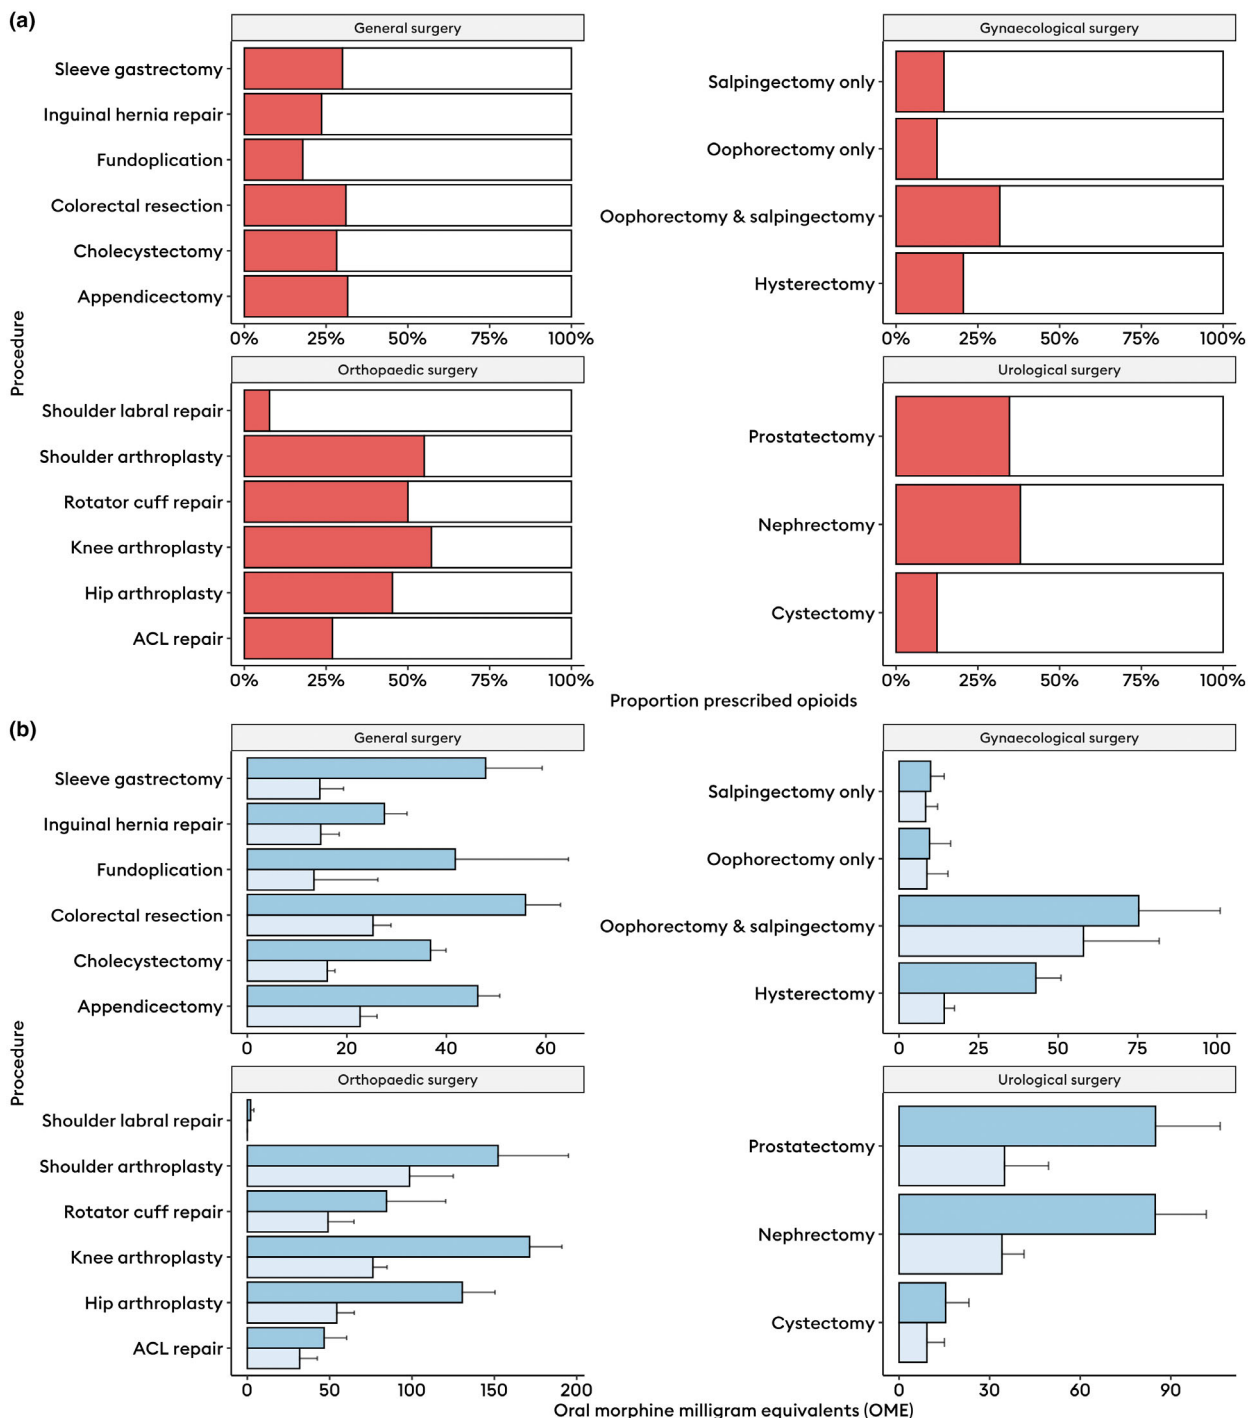 (a)
General surgery
Sleeve gastrectomy
Inguinal hernia repair
Fundoplication
Colorectal resection
Cholecystectomy
Appendicectomy
0% 25% 50% 75% 100%
Gynaecological surgery
Salpingectomy only
Oophorectomy only
Oophorectomy & salpingectomy
Hysterectomy
0% 25% 50% 75% 100%
Procedure
Orthopaedic surgery
Shoulder labral repair
Shoulder arthroplasty
Rotator cuff repair
Knee arthroplasty
Hip arthroplasty
ACL repair
0% 25% 50% 75% 100%
Urological surgery
Prostatectomy
Nephrectomy
Cystectomy
0% 25% 50% 75% 100%
Proportion prescribed opioids
(b)
General surgery
Sleeve gastrectomy
Inguinal hernia repair
Fundoplication
Colorectal resection
Cholecystectomy
Appendicectomy
0 20 40 60
Gynaecological surgery
Salpingectomy only
Oophorectomy only
Oophorectomy & salpingectomy
Hysterectomy
0 25 50 75 100
Procedure
Orthopaedic surgery
Shoulder labral repair
Shoulder arthroplasty
Rotator cuff repair
Knee arthroplasty
Hip arthroplasty
ACL repair
0 50 100 150 200
Urological surgery
Prostatectomy
Nephrectomy
Cystectomy
0 30 60 90
Oral morphine milligram equivalents (OME)